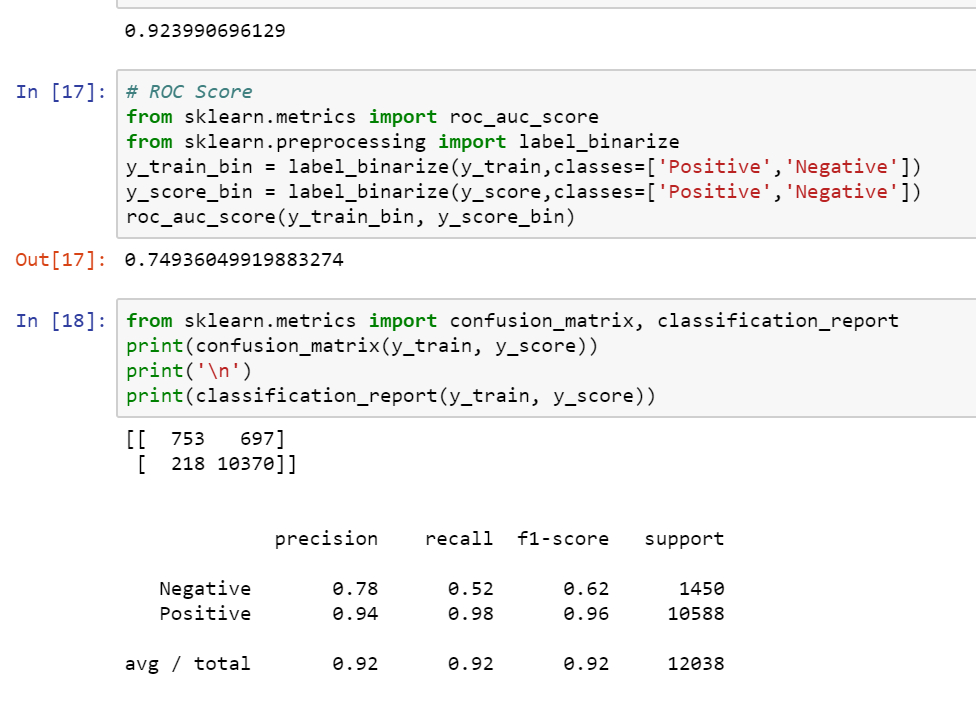 0.923990696129
In [17]: # ROC Score
from sklearn.metrics import roc_auc_score
from sklearn.preprocessing import label_binarize
y_train_bin = label_binarize(y_train,classes=['Positive','Negative'])
y_score_bin = label_binarize(y_score,classes=['Positive','Negative'])
roc_auc_score(y_train_bin, y_score_bin)
Out[17]: 0.74936049919883274
In [18]: from sklearn.metrics import confusion_matrix, classification_report
print(confusion_matrix(y_train, y_score))
print('\n')
print(classification_report(y_train, y_score))
[[  753   697]
 [  218 10370]]
precision    recall  f1-score   support
Negative       0.78      0.52      0.62      1450
Positive       0.94      0.98      0.96     10588
avg / total       0.92      0.92      0.92     12038